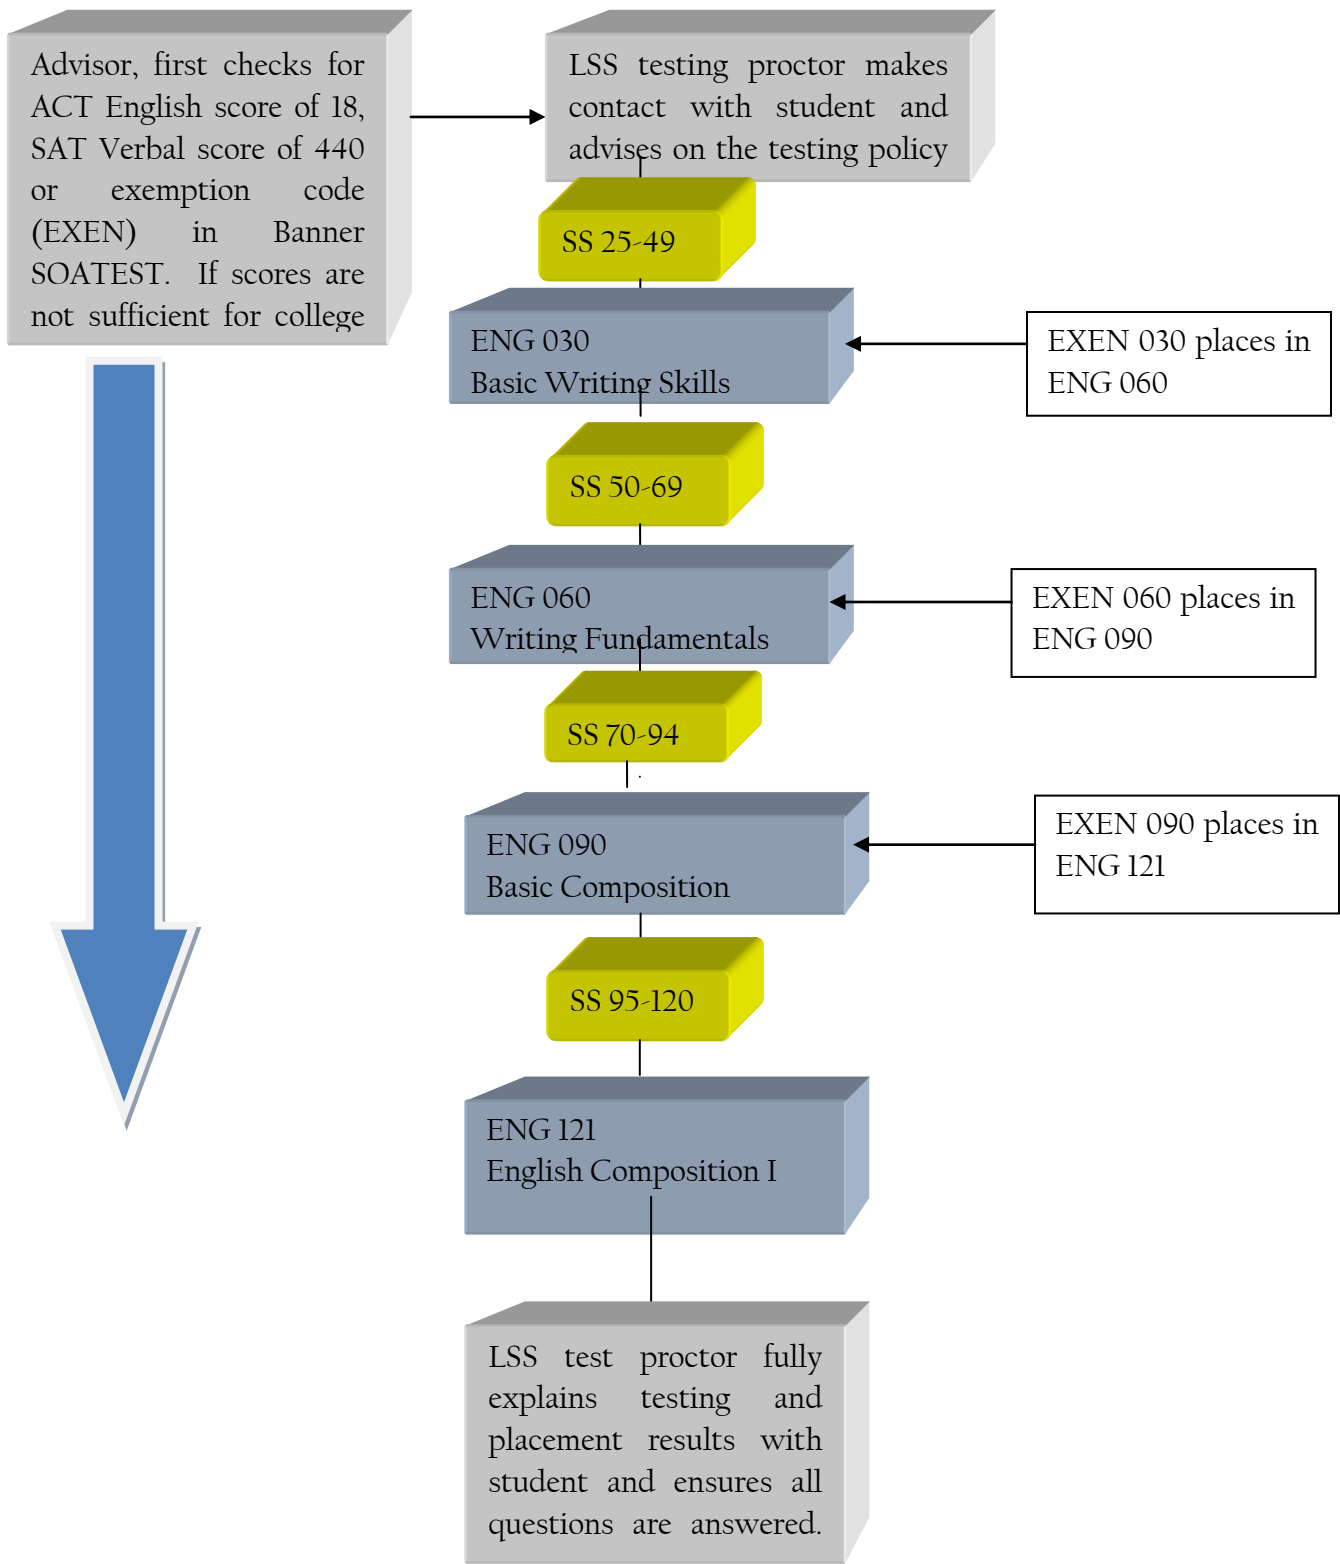 Advisor, first checks for
ACT English score of 18,
SAT Verbal score of 440
or exemption code
(EXEN) in Banner
SOATEST. If scores are
not sufficient for college
LSS testing proctor makes
contact with student and
advises on the testing policy
SS 25-49
ENG 030
Basic Writing Skills
EXEN 030 places in
ENG 060
SS 50-69
ENG 060
Writing Fundamentals
EXEN 060 places in
ENG 090
SS 70-94
.
ENG 090
Basic Composition
EXEN 090 places in
ENG 121
SS 95-120
ENG 121
English Composition I
LSS test proctor fully
explains testing and
placement results with
student and ensures all
questions are answered.